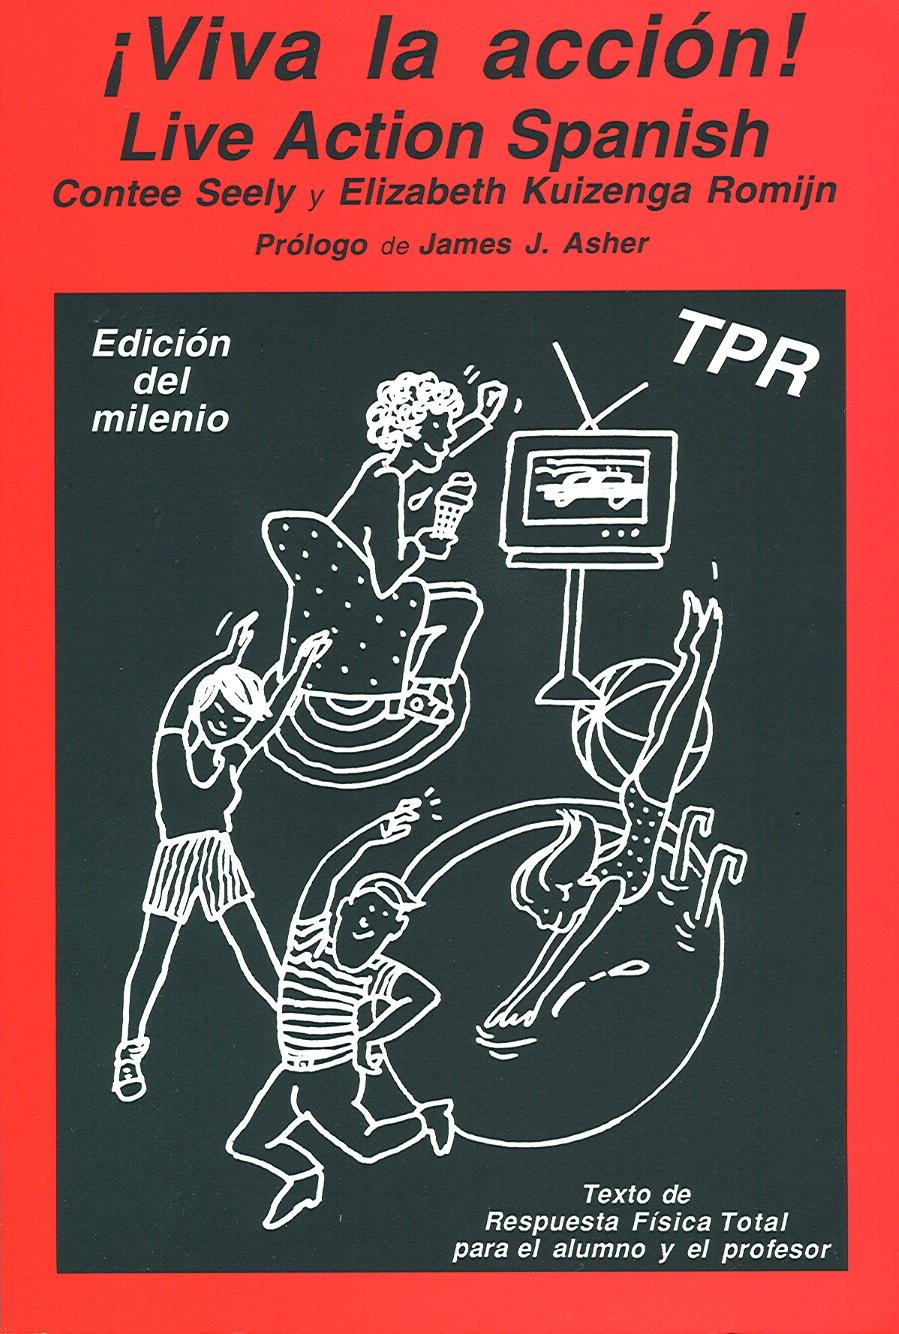 ¡Viva la acción!
Live Action Spanish
Contee Seely y Elizabeth Kuizenga Romijn
Prólogo de James J. Asher
Edición
del
milenio
TPR
Texto de
Respuesta Física Total
para el alumno y el profesor